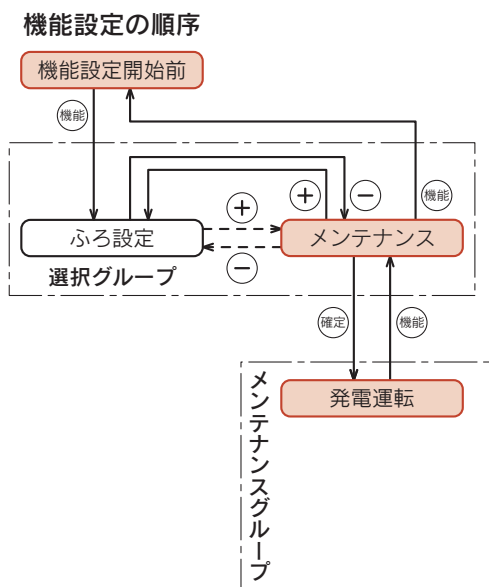 機能設定の順序
機能設定開始前
機能
＋
＋
－
機能
ふろ設定
メンテナンス
－
選択グループ
確定
機能
発電運転
メンテナンスグループ